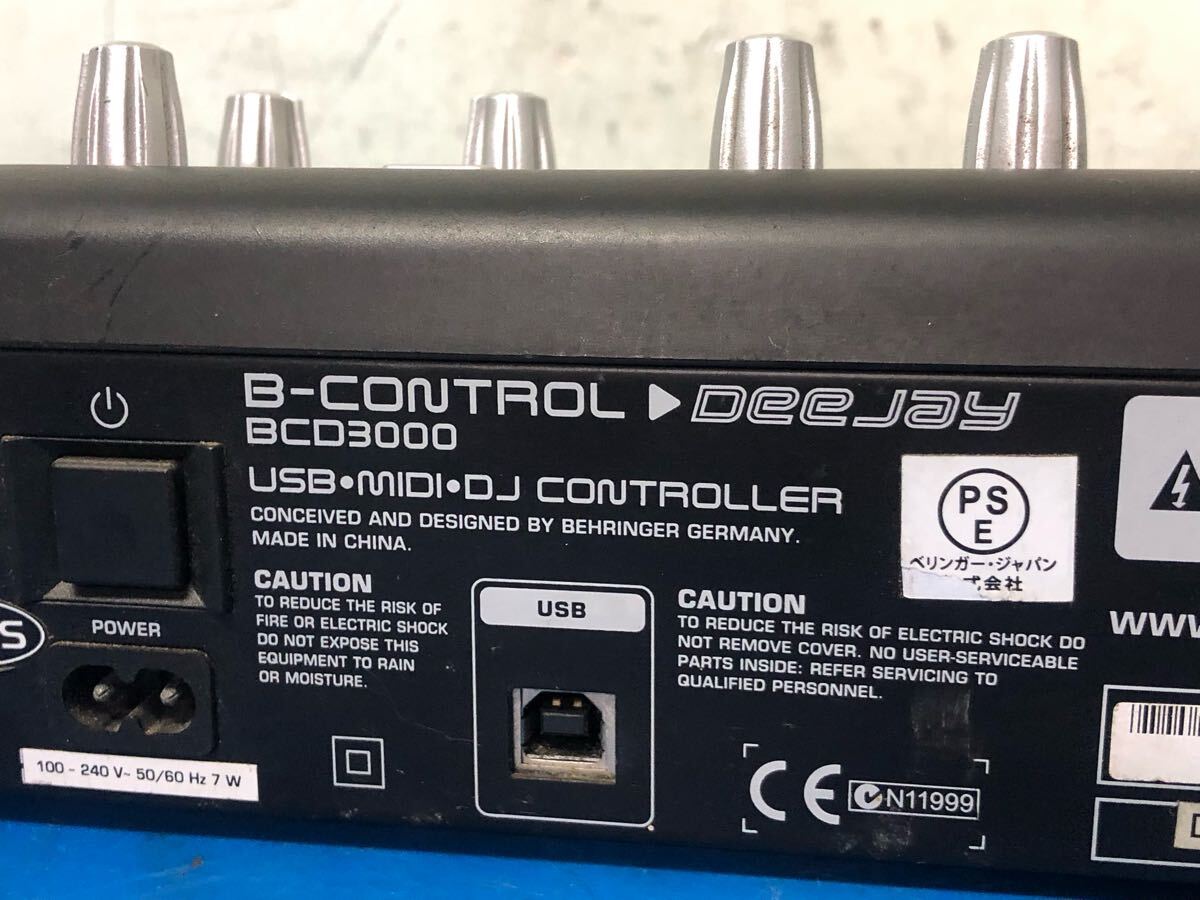 B-CONTROL DEEJAY
BCD3000
USB•MIDI•DJ CONTROLLER
CONCEIVED AND DESIGNED BY BEHRINGER GERMANY.
MADE IN CHINA.
PS
E
ベリンガー・ジャパン
式会社
CAUTION
TO REDUCE THE RISK OF
FIRE OR ELECTRIC SHOCK
DO NOT EXPOSE THIS
EQUIPMENT TO RAIN
OR MOISTURE.
USB
CAUTION
TO REDUCE THE RISK OF ELECTRIC SHOCK DO
NOT REMOVE COVER. NO USER-SERVICEABLE
PARTS INSIDE: REFER SERVICING TO
QUALIFIED PERSONNEL.
POWER
S
100 - 240 V~ 50/60 Hz 7 W
CE
N11999
WWW
D